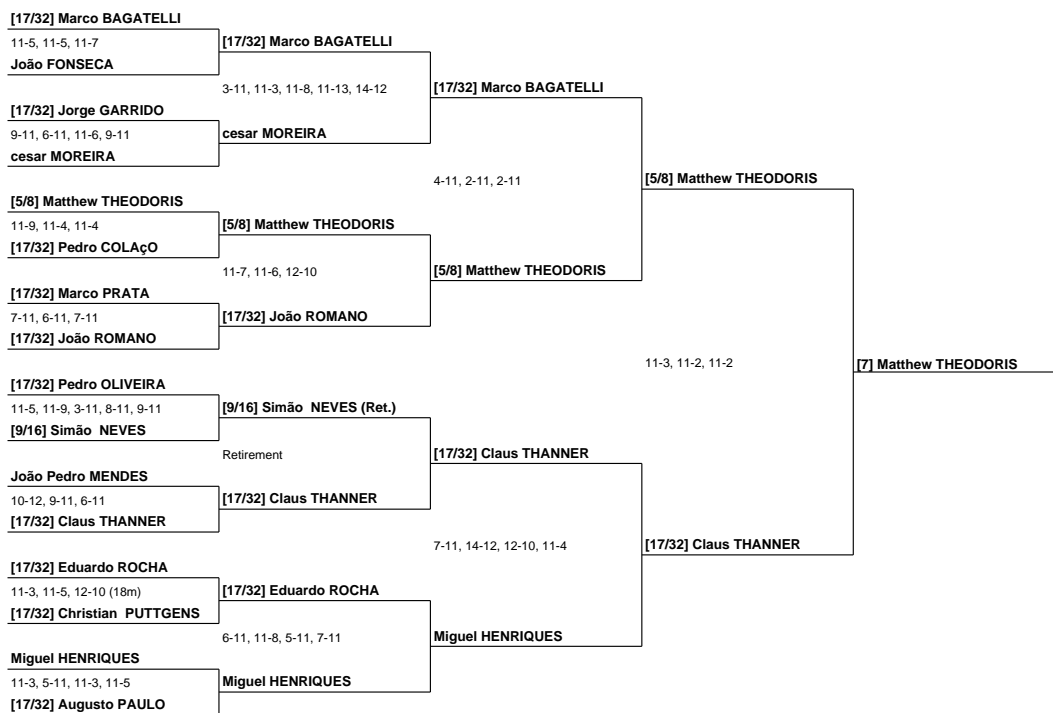 [17/32] Marco BAGATELLI
11-5, 11-5, 11-7
João FONSECA
[17/32] Jorge GARRIDO
9-11, 6-11, 11-6, 9-11
cesar MOREIRA
[5/8] Matthew THEODORIS
11-9, 11-4, 11-4
[17/32] Pedro COLAçO
[17/32] Marco PRATA
7-11, 6-11, 7-11
[17/32] João ROMANO
[17/32] Pedro OLIVEIRA
11-5, 11-9, 3-11, 8-11, 9-11
[9/16] Simão  NEVES
João Pedro MENDES
10-12, 9-11, 6-11
[17/32] Claus THANNER
[17/32] Eduardo ROCHA
11-3, 11-5, 12-10 (18m)
[17/32] Christian  PUTTGENS
Miguel HENRIQUES
11-3, 5-11, 11-3, 11-5
[17/32] Augusto PAULO
[17/32] Marco BAGATELLI
3-11, 11-3, 11-8, 11-13, 14-12
cesar MOREIRA
[5/8] Matthew THEODORIS
11-7, 11-6, 12-10
[17/32] João ROMANO
[9/16] Simão  NEVES (Ret.)
Retirement
[17/32] Claus THANNER
[17/32] Eduardo ROCHA
6-11, 11-8, 5-11, 7-11
Miguel HENRIQUES
[17/32] Marco BAGATELLI
4-11, 2-11, 2-11
[5/8] Matthew THEODORIS
[17/32] Claus THANNER
7-11, 14-12, 12-10, 11-4
Miguel HENRIQUES
[5/8] Matthew THEODORIS
11-3, 11-2, 11-2
[17/32] Claus THANNER
[7] Matthew THEODORIS